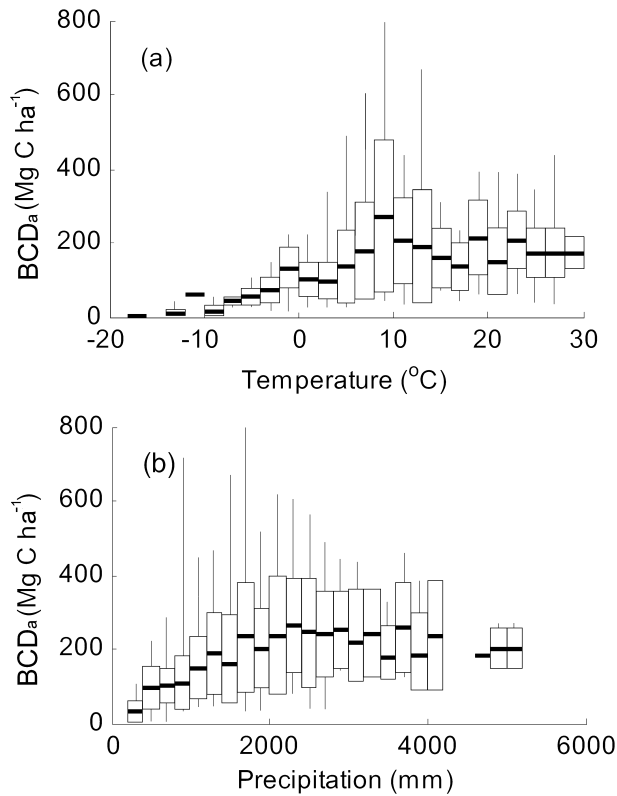 (a)
BCDa (Mg C ha-1)
800
600
400
200
0
-20 -10 0 10 20 30
Temperature (oC)
(b)
BCDa (Mg C ha-1)
800
600
400
200
0
0 2000 4000 6000
Precipitation (mm)